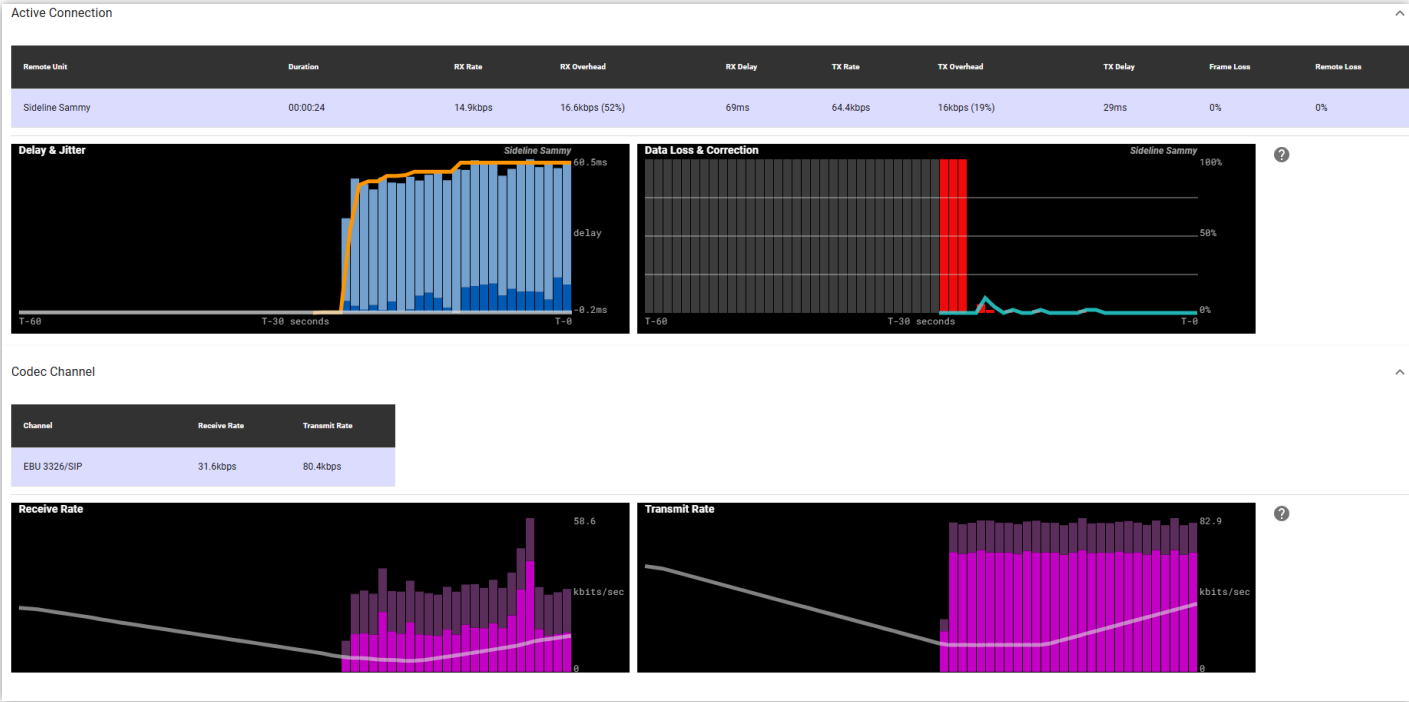 Active Connection
Remote Unit Duration RX Rate RX Overhead RX Delay TX Rate TX Overhead TX Delay Frame Loss Remote Loss
Sideline Sammy 00:00:24 14.9kbps 16.6kbps (52%) 69ms 64.4kbps 16kbps (19%) 29ms 0% 0%
Delay & Jitter Sideline Sammy
60.5ms
delay
-0.2ms
T-60 T-30 seconds T-0
Data Loss & Correction Sideline Sammy
100%
50%
0%
T-60 T-30 seconds T-0
?
Codec Channel
Channel Receive Rate Transmit Rate
EBU 3326/SIP 31.6kbps 80.4kbps
Receive Rate
58.6
kbits/sec
0
Transmit Rate
82.9
kbits/sec
0
?